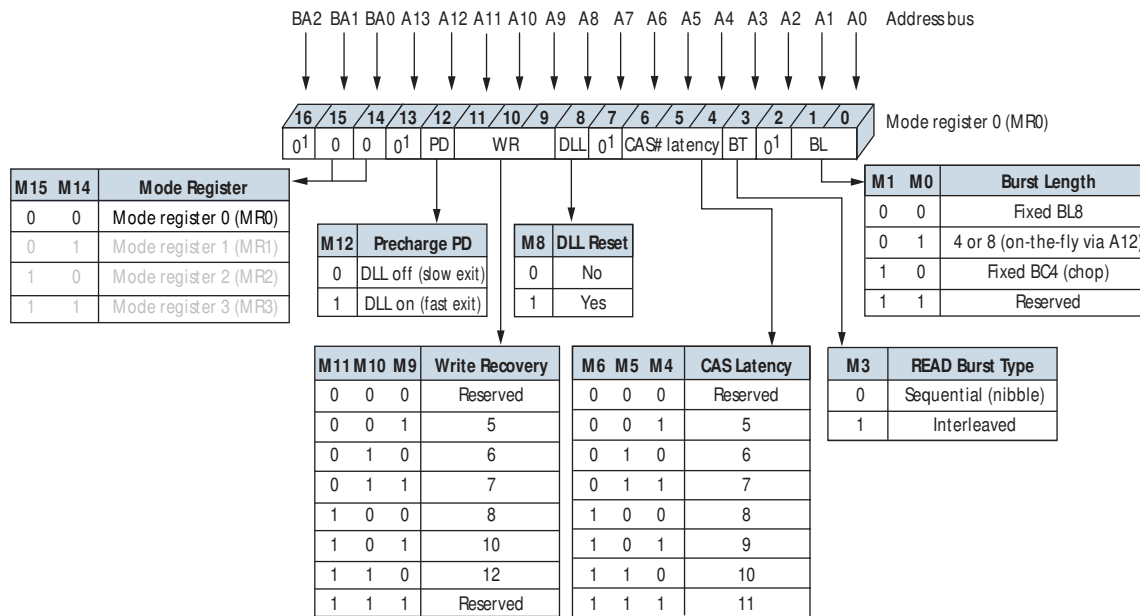 BA2 BA1 BA0 A13 A12 A11 A10 A9 A8 A7 A6 A5 A4 A3 A2 A1 A0 Address bus
16 15 14 13 12 11 10 9 8 7 6 5 4 3 2 1 0
Mode register 0 (MR0)
0¹ 0 0 0¹ PD WR DLL 0¹ CAS# latency BT 0¹ BL
M15 M14 Mode Register
0 0 Mode register 0 (MR0)
0 1 Mode register 1 (MR1)
1 0 Mode register 2 (MR2)
1 1 Mode register 3 (MR3)
M12 Precharge PD
0 DLL off (slow exit)
1 DLL on (fast exit)
M8 DLL Reset
0 No
1 Yes
M1 M0 Burst Length
0 0 Fixed BL8
0 1 4 or 8 (on-the-fly via A12)
1 0 Fixed BC4 (chop)
1 1 Reserved
M11 M10 M9 Write Recovery
0 0 0 Reserved
0 0 1 5
0 1 0 6
0 1 1 7
1 0 0 8
1 0 1 10
1 1 0 12
1 1 1 Reserved
M6 M5 M4 CAS Latency
0 0 0 Reserved
0 0 1 5
0 1 0 6
0 1 1 7
1 0 0 8
1 0 1 9
1 1 0 10
1 1 1 11
M3 READ Burst Type
0 Sequential (nibble)
1 Interleaved